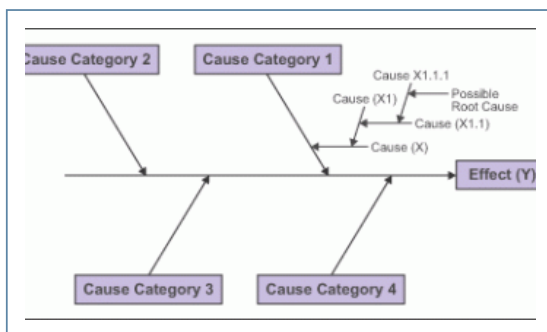 Cause Category 2
Cause Category 1
Cause X1.1.1
Possible
Root Cause
Cause (X1)
Cause (X1.1)
Cause (X)
Effect (Y)
Cause Category 3
Cause Category 4